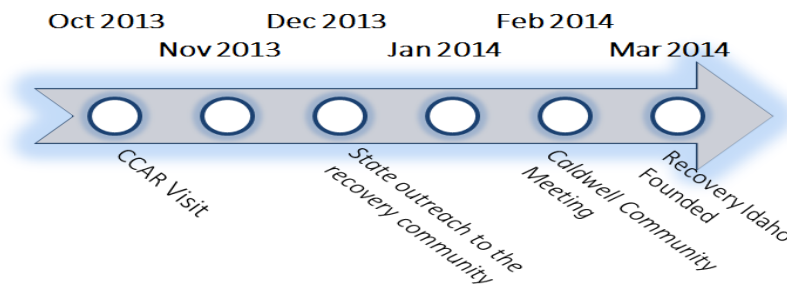 Oct 2013
Dec 2013
Feb 2014
Nov 2013
Jan 2014
Mar 2014
CCAR Visit
State outreach to the
recovery community
Caldwell Community
Meeting
Recovery Idaho
Founded